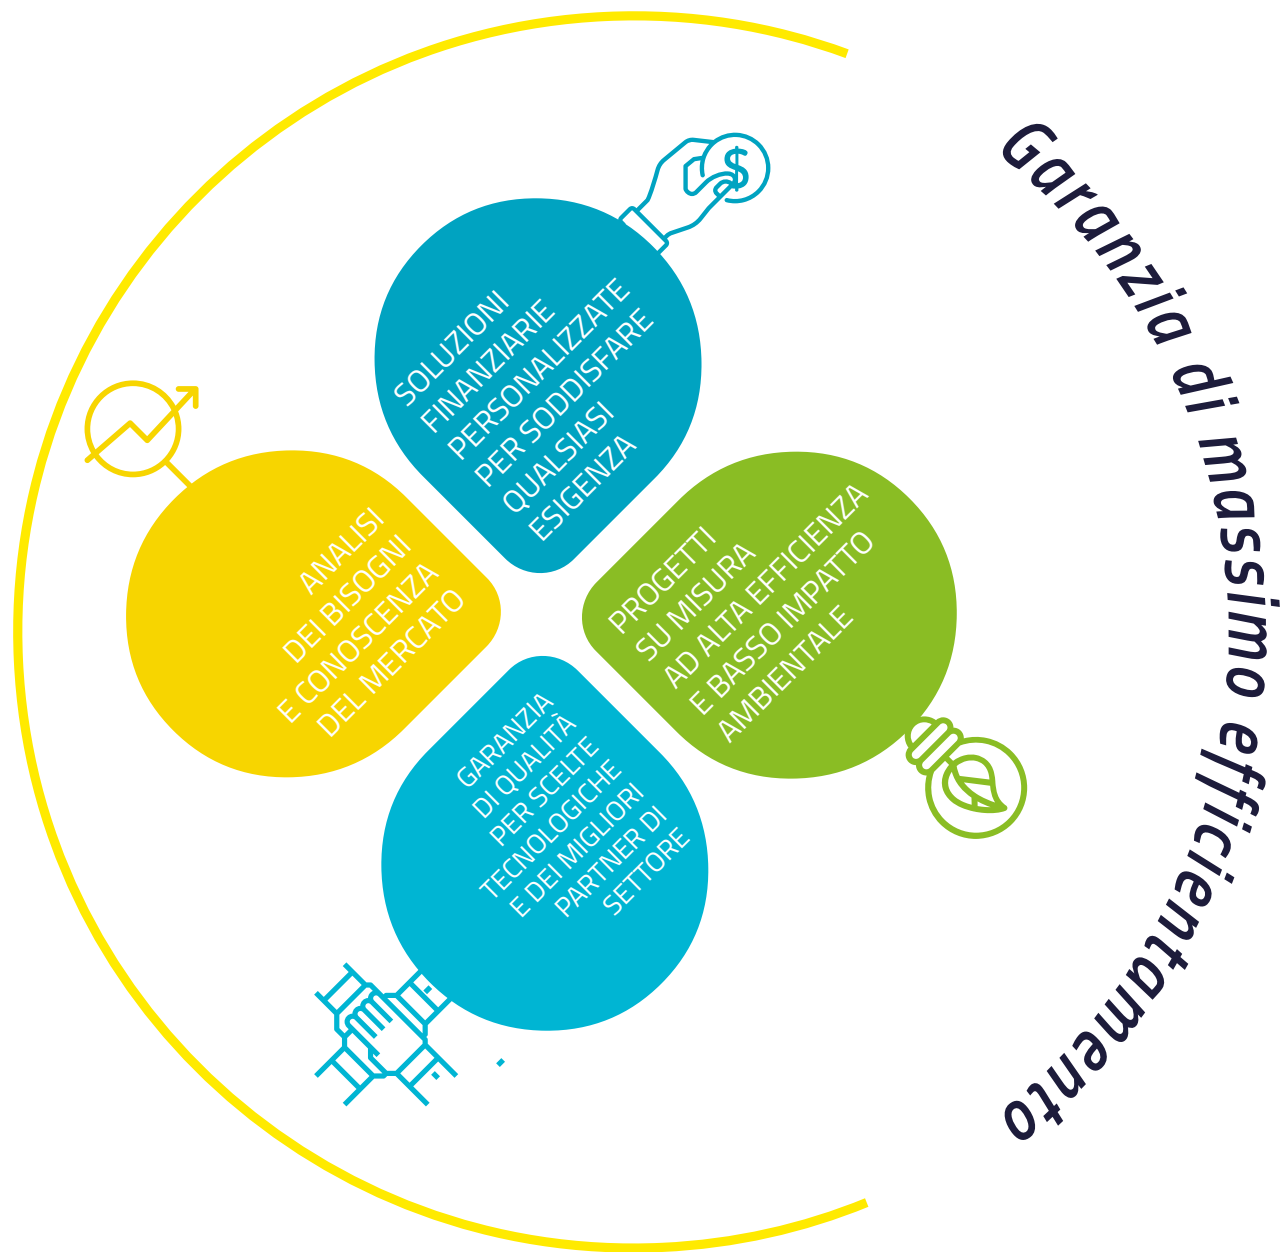 SOLUZIONI
FINANZIARIE
PERSONALIZZATE
PER SODDISFARE
QUALSIASI
ESIGENZA
ANALISI
DEI BISOGNI
E CONOSCENZA
DEL MERCATO
PROGETTI
SU MISURA
AD ALTA EFFICIENZA
E BASSO IMPATTO
AMBIENTALE
GARANZIA
DI QUALITÀ
PER SCELTE
TECNOLOGICHE
E DEI MIGLIORI
PARTNER DI
SETTORE
Garanzia di massimo efficientamento
$